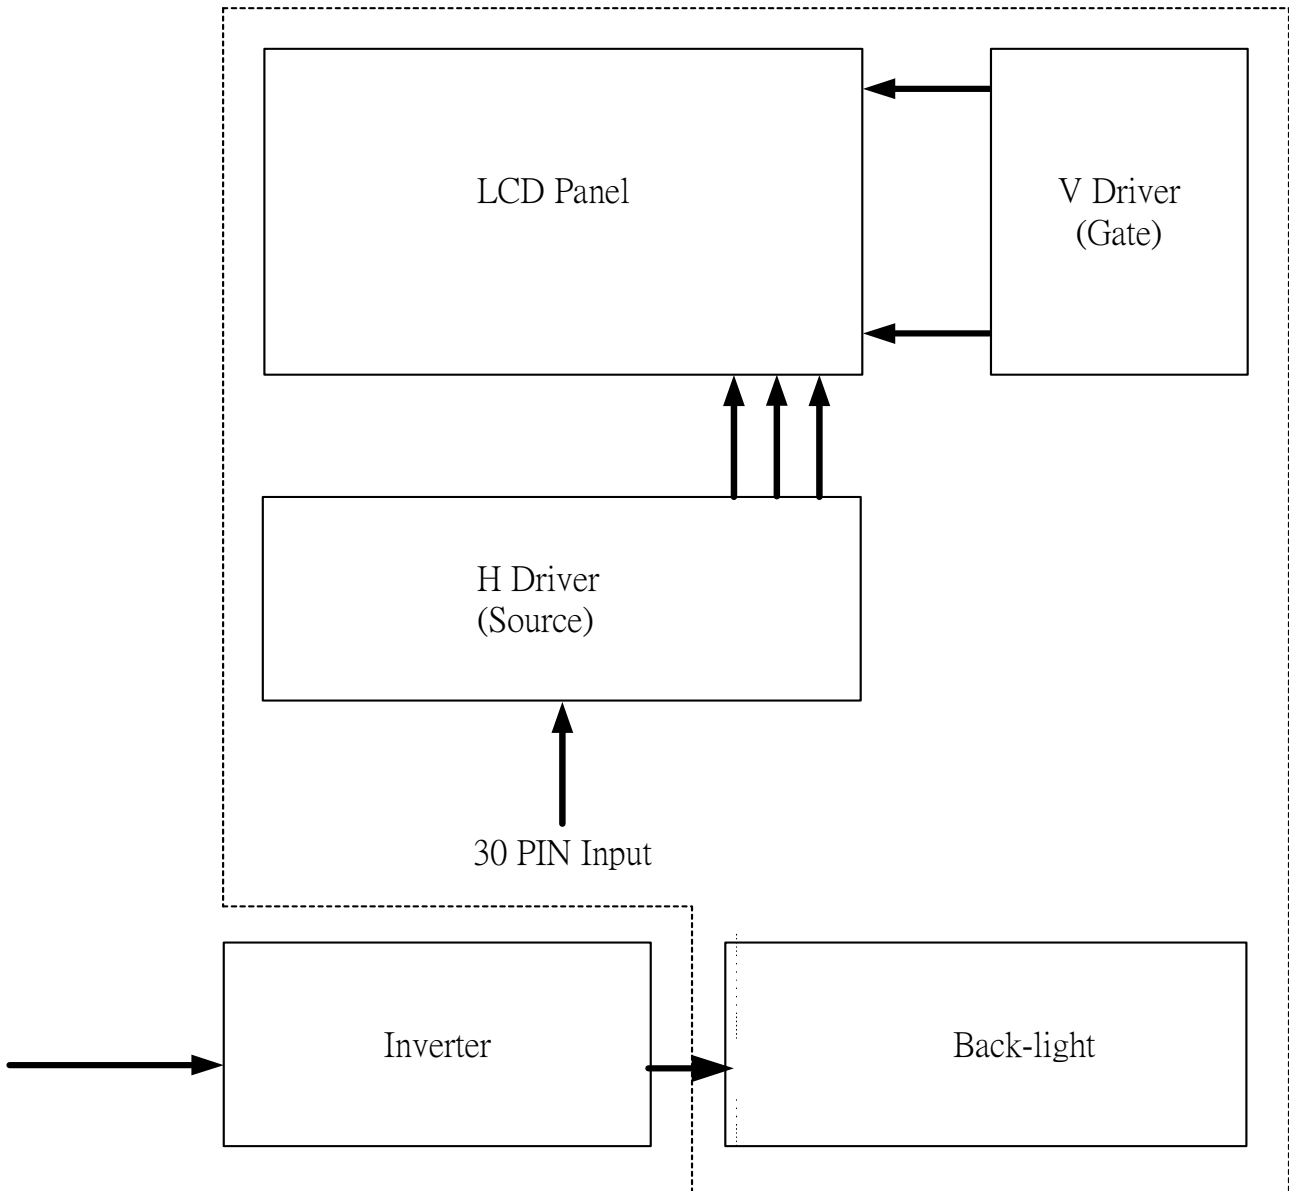 LCD Panel
V Driver
(Gate)
H Driver
(Source)
30 PIN Input
Inverter
Back-light